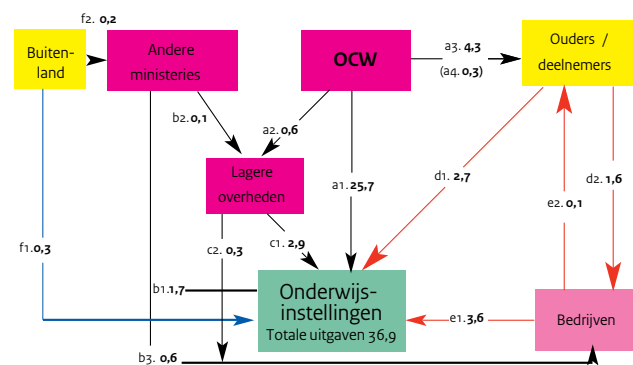 f2. 0,2
Buiten-
land
Andere
ministeries
OCW
a3. 4,3
(a4. 0,3)
Ouders /
deelnemers
b2. 0,1
a2. 0,6
Lagere
overheden
a1. 25,7
d1. 2,7
d2. 1,6
e2. 0,1
f1. 0,3
c2. 0,3
c1. 2,9
b1. 1,7
Onderwijs-
instellingen
Totale uitgaven 36,9
e1. 3,6
Bedrijven
b3. 0,6